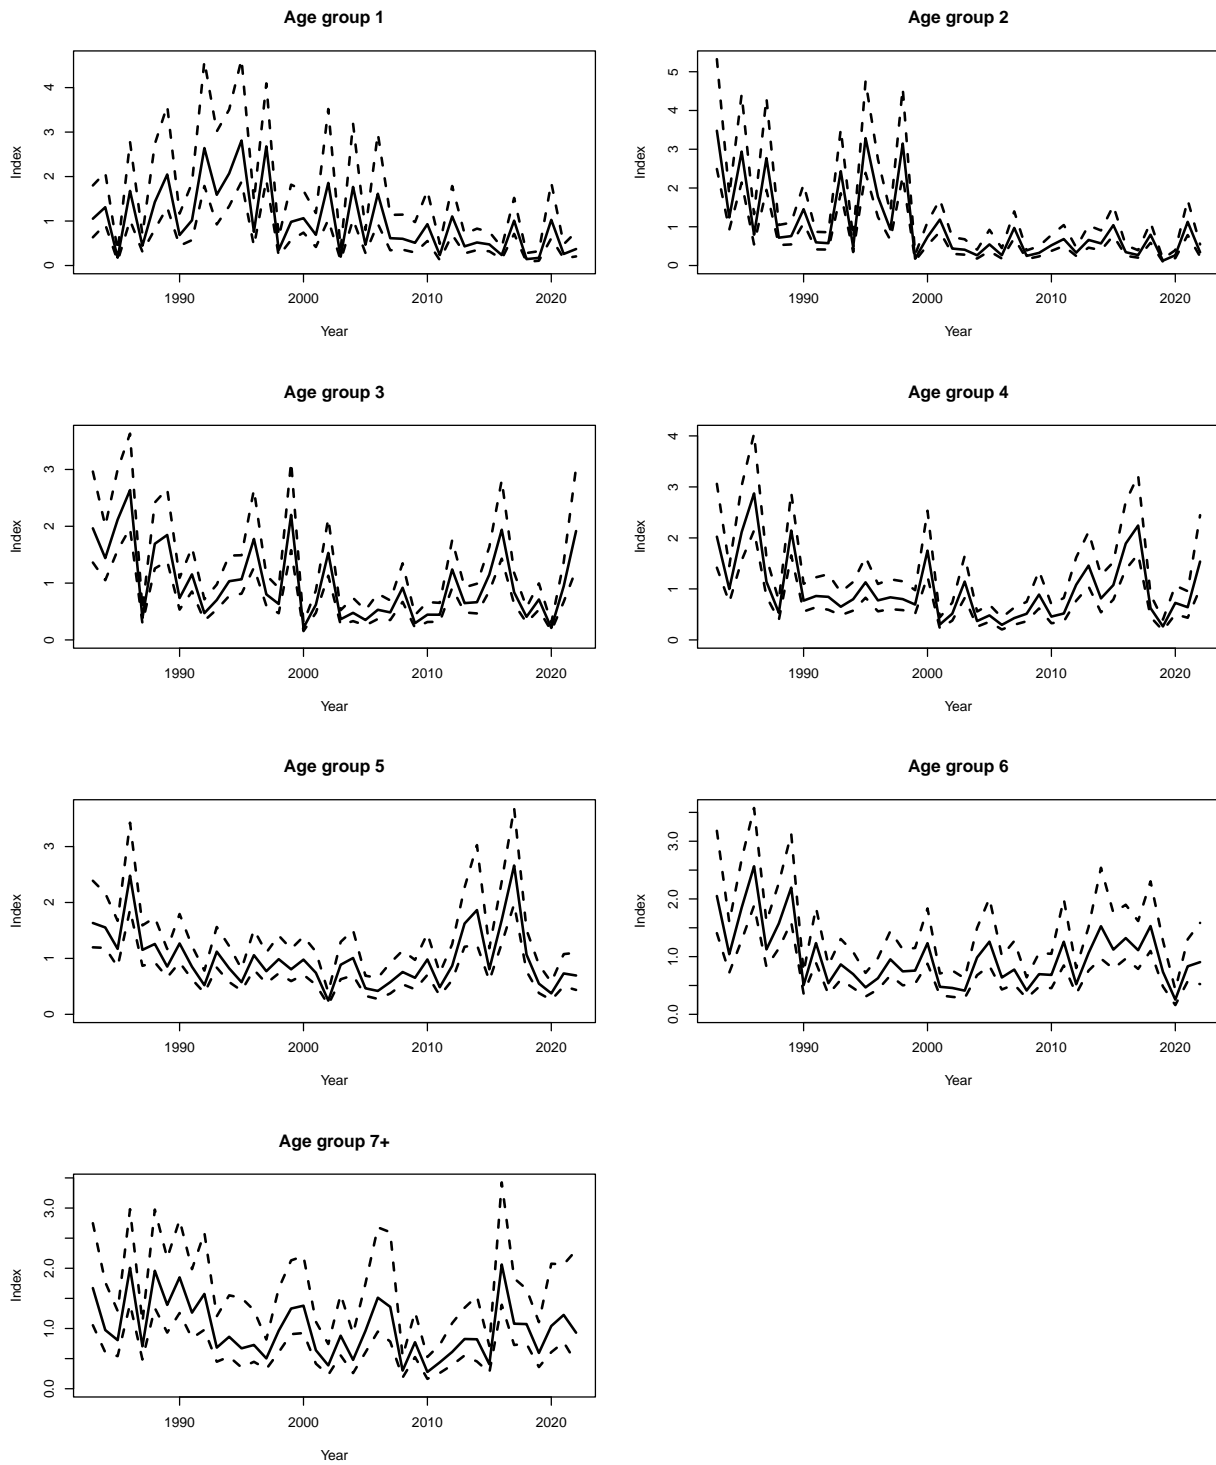 Age group 1
Index
4
3
2
1
0
1990 2000 2010 2020
Year
Age group 2
Index
5
4
3
2
1
0
1990 2000 2010 2020
Year
Age group 3
Index
3
2
1
0
1990 2000 2010 2020
Year
Age group 4
Index
4
3
2
1
0
1990 2000 2010 2020
Year
Age group 5
Index
3
2
1
0
1990 2000 2010 2020
Year
Age group 6
Index
3.0
2.0
1.0
0.0
1990 2000 2010 2020
Year
Age group 7+
Index
3.0
2.0
1.0
0.0
1990 2000 2010 2020
Year